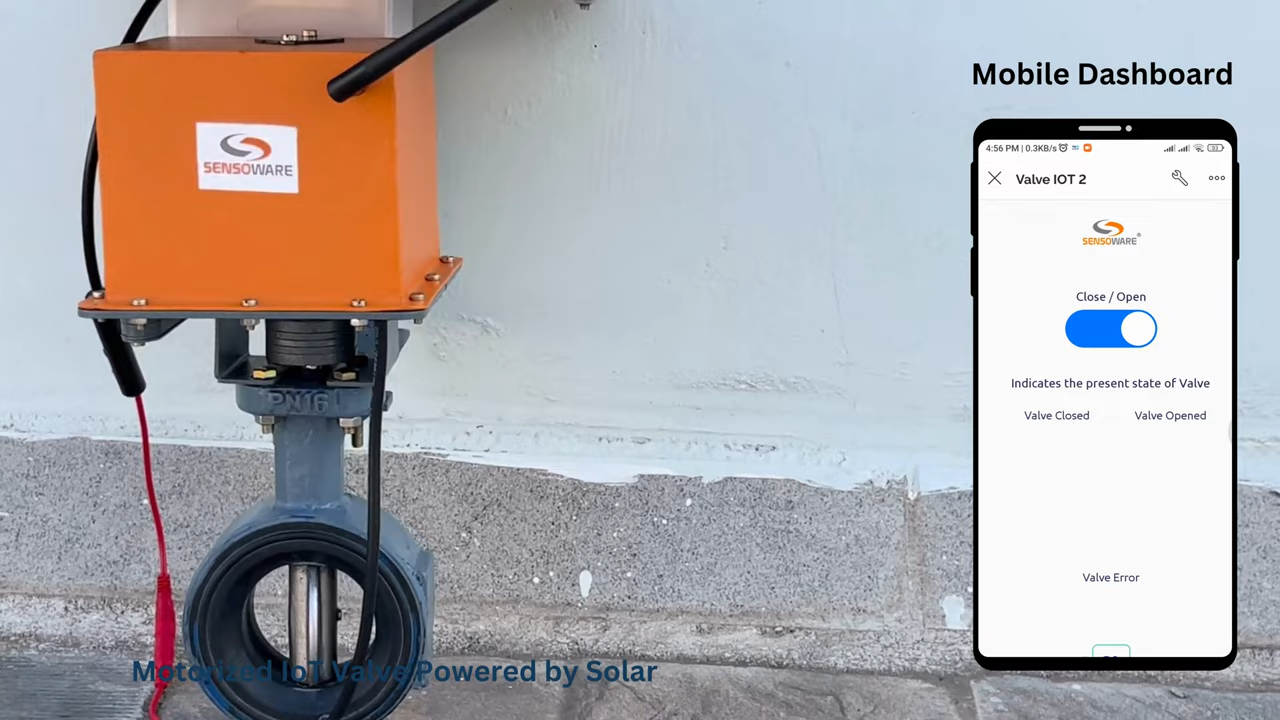 SENSOWARE
PN16
Motorized IoT Valve Powered by Solar
Mobile Dashboard
4:56 PM | 0.3KB/s
Valve IOT 2
SENSOWARE
Close / Open
Indicates the present state of Valve
Valve Closed Valve Opened
Valve Error